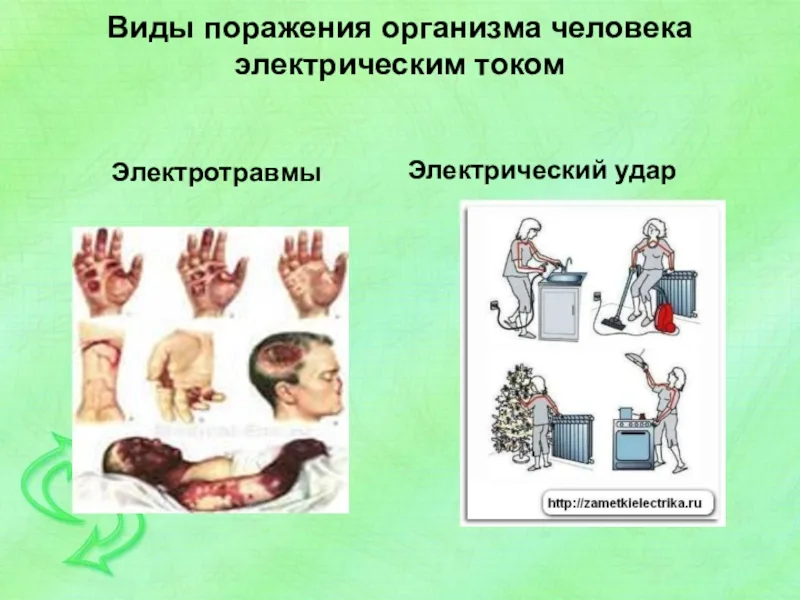 Виды поражения организма человека
электрическим током
Электротравмы
Электрический удар
http://zametkielectrika.ru